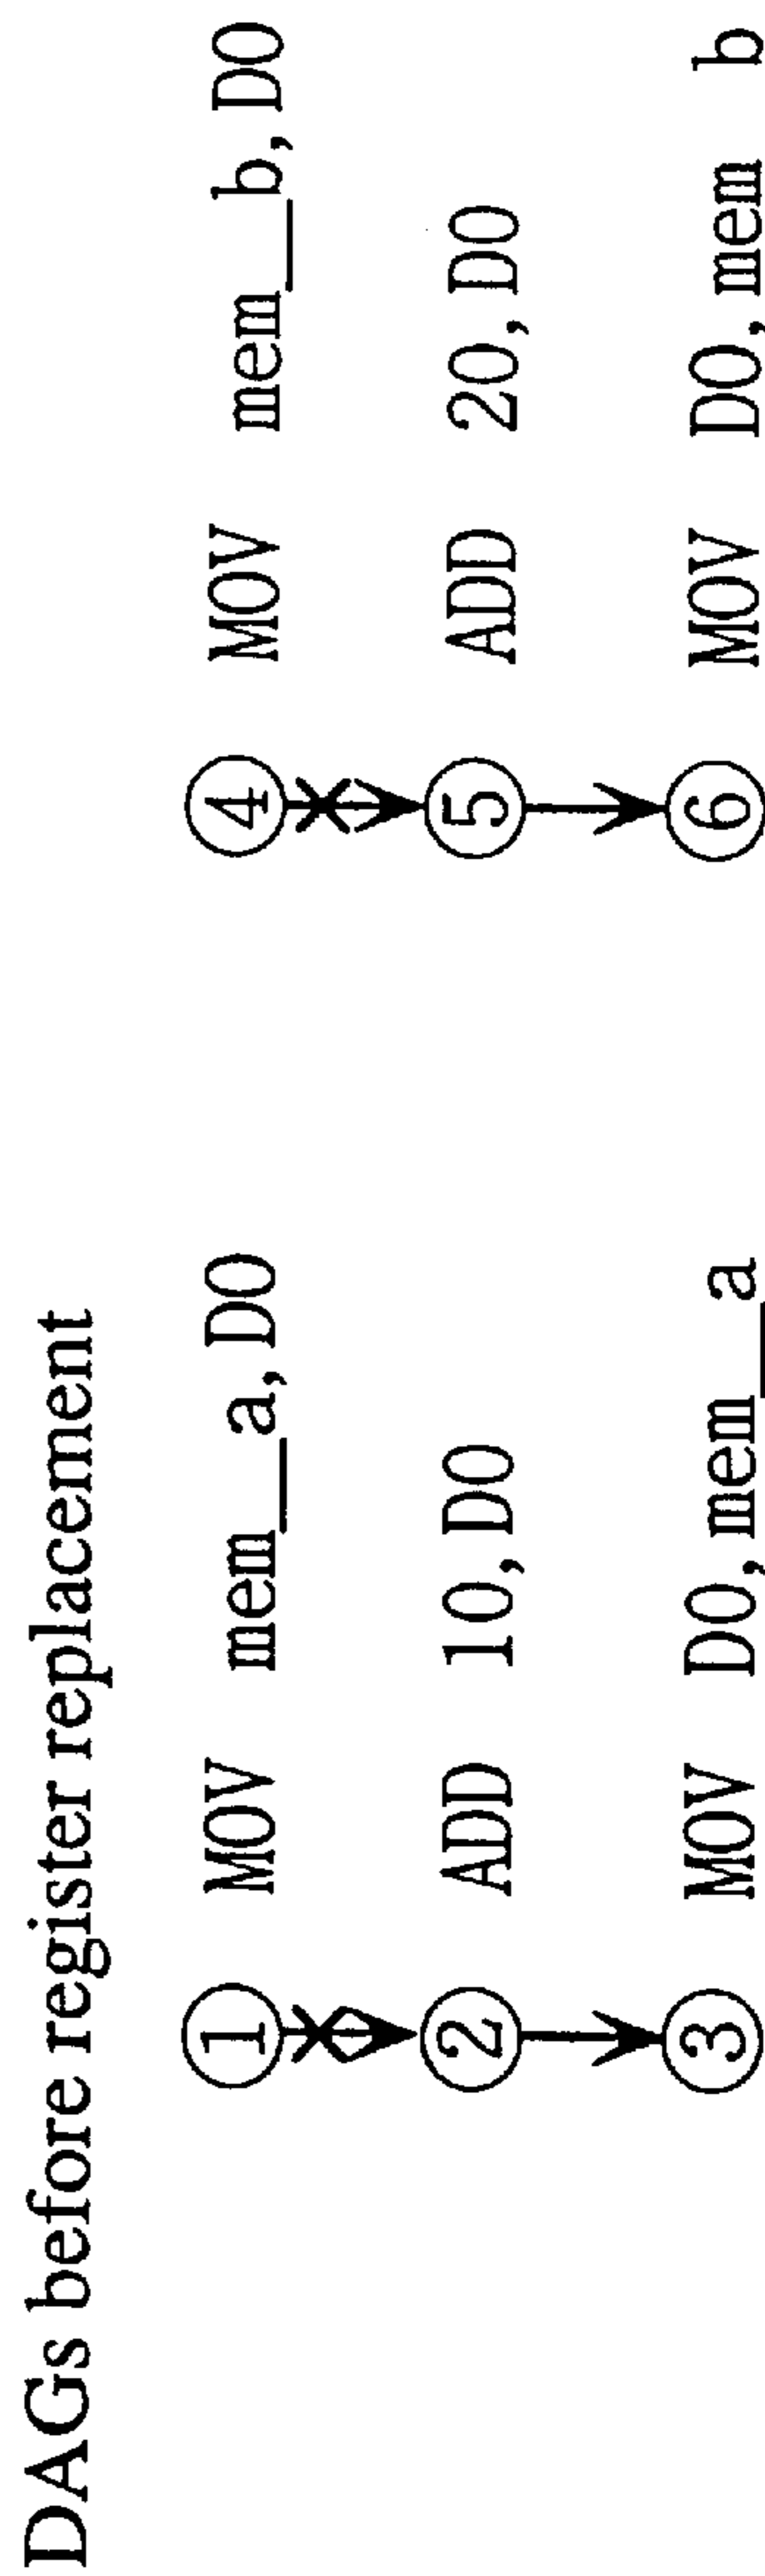 DAGs before register replacement
1 MOV mem__a, D0
2 ADD 10, D0
3 MOV D0, mem__a
4 MOV mem__b, D0
5 ADD 20, D0
6 MOV D0, mem b